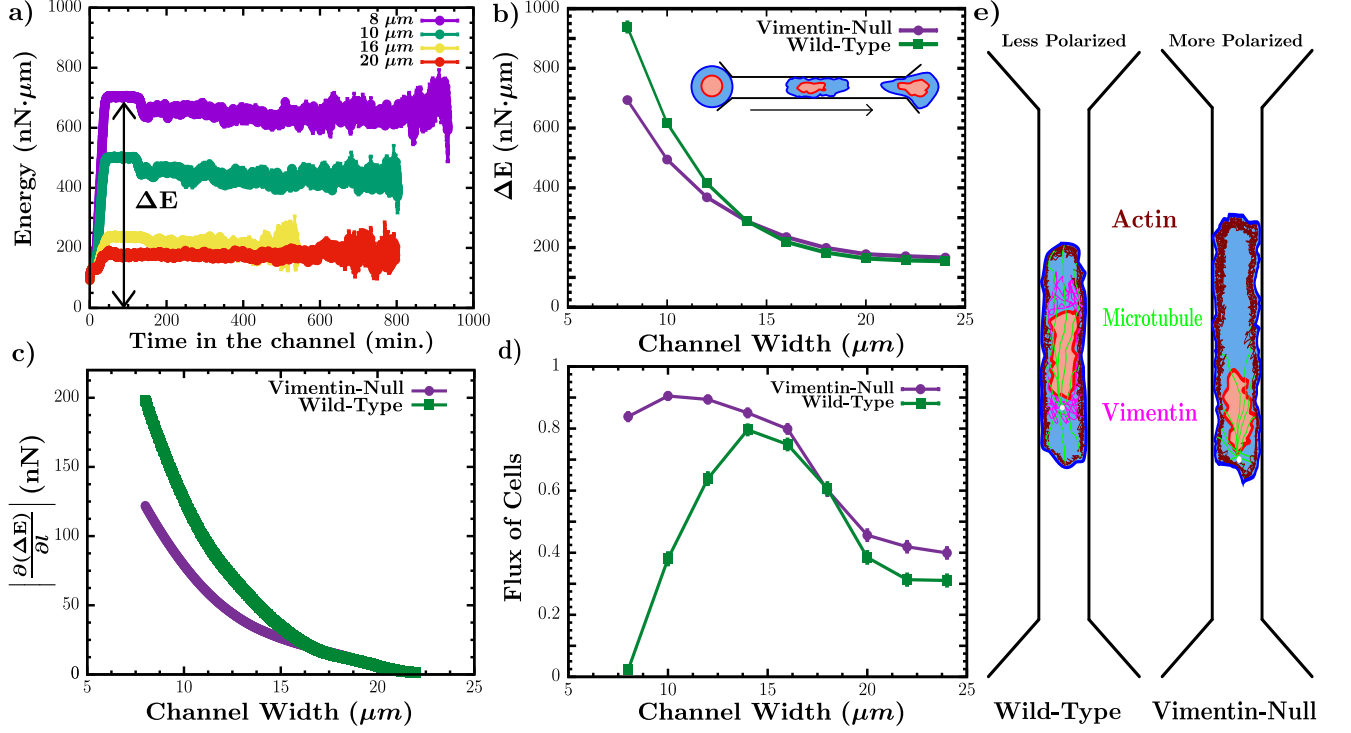 a)
Energy (nN·μm)
1000
800
600
400
200
0
8 μm
10 μm
16 μm
20 μm
ΔE
0
200
400
600
800
1000
Time in the channel (min.)
b)
ΔE (nN·μm)
1000
800
600
400
200
0
Vimentin-Null
Wild-Type
5
10
15
20
25
Channel Width (μm)
c)
|∂(ΔE)/∂l| (nN)
200
150
100
50
0
Vimentin-Null
Wild-Type
5
10
15
20
25
Channel Width (μm)
d)
Flux of Cells
1
0.8
0.6
0.4
0.2
0
Vimentin-Null
Wild-Type
5
10
15
20
25
Channel Width (μm)
e)
Less Polarized
More Polarized
Actin
Microtubule
Vimentin
Wild-Type
Vimentin-Null